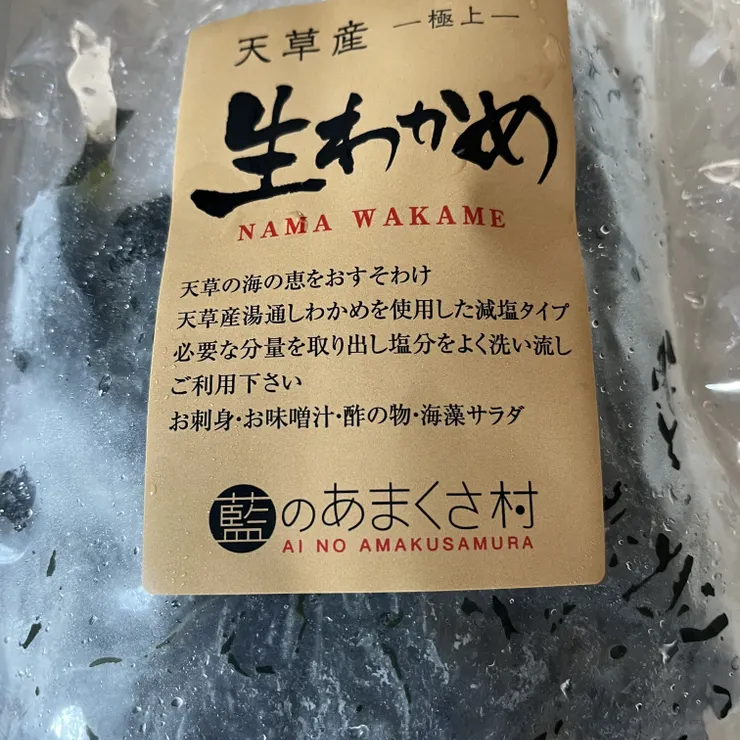 天草産 ―極上―
生わかめ
NAMA WAKAME
天草の海の恵をおすそわけ
天草産湯通しわかめを使用した減塩タイプ
必要な分量を取り出し塩分をよく洗い流し
ご利用下さい
お刺身・お味噌汁・酢の物・海藻サラダ
藍のあまくさ村
AI NO AMAKUSAMURA